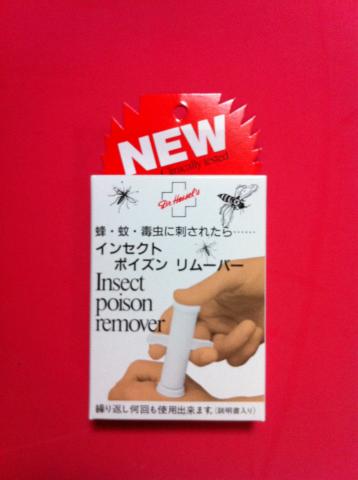 NEW
Clinically tested
Dr. Hessel's
蜂・蚊・毒虫に刺されたら……
インセクト
ポイズン リムーバー
Insect
poison
remover
繰り返し何回も使用出来ます。(説明書入り)